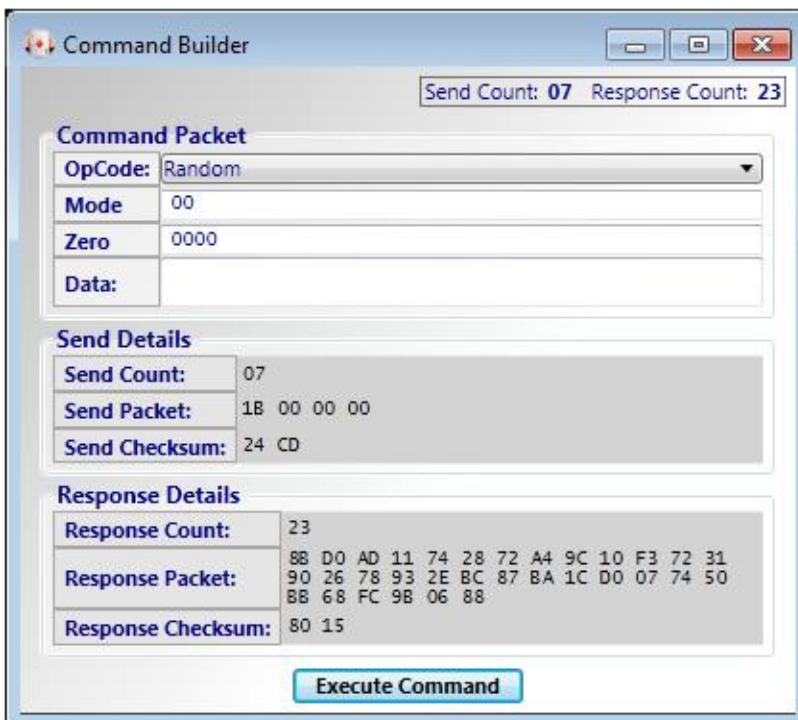 Command Builder
Send Count: 07 Response Count: 23
Command Packet
OpCode: Random
Mode 00
Zero 0000
Data:
Send Details
Send Count: 07
Send Packet: 1B 00 00 00
Send Checksum: 24 CD
Response Details
Response Count: 23
Response Packet: 8B D0 AD 11 74 28 72 A4 9C 10 F3 72 31
90 26 78 93 2E BC 87 BA 1C D0 07 74 50
BB 68 FC 9B 06 88
Response Checksum: 80 15
Execute Command